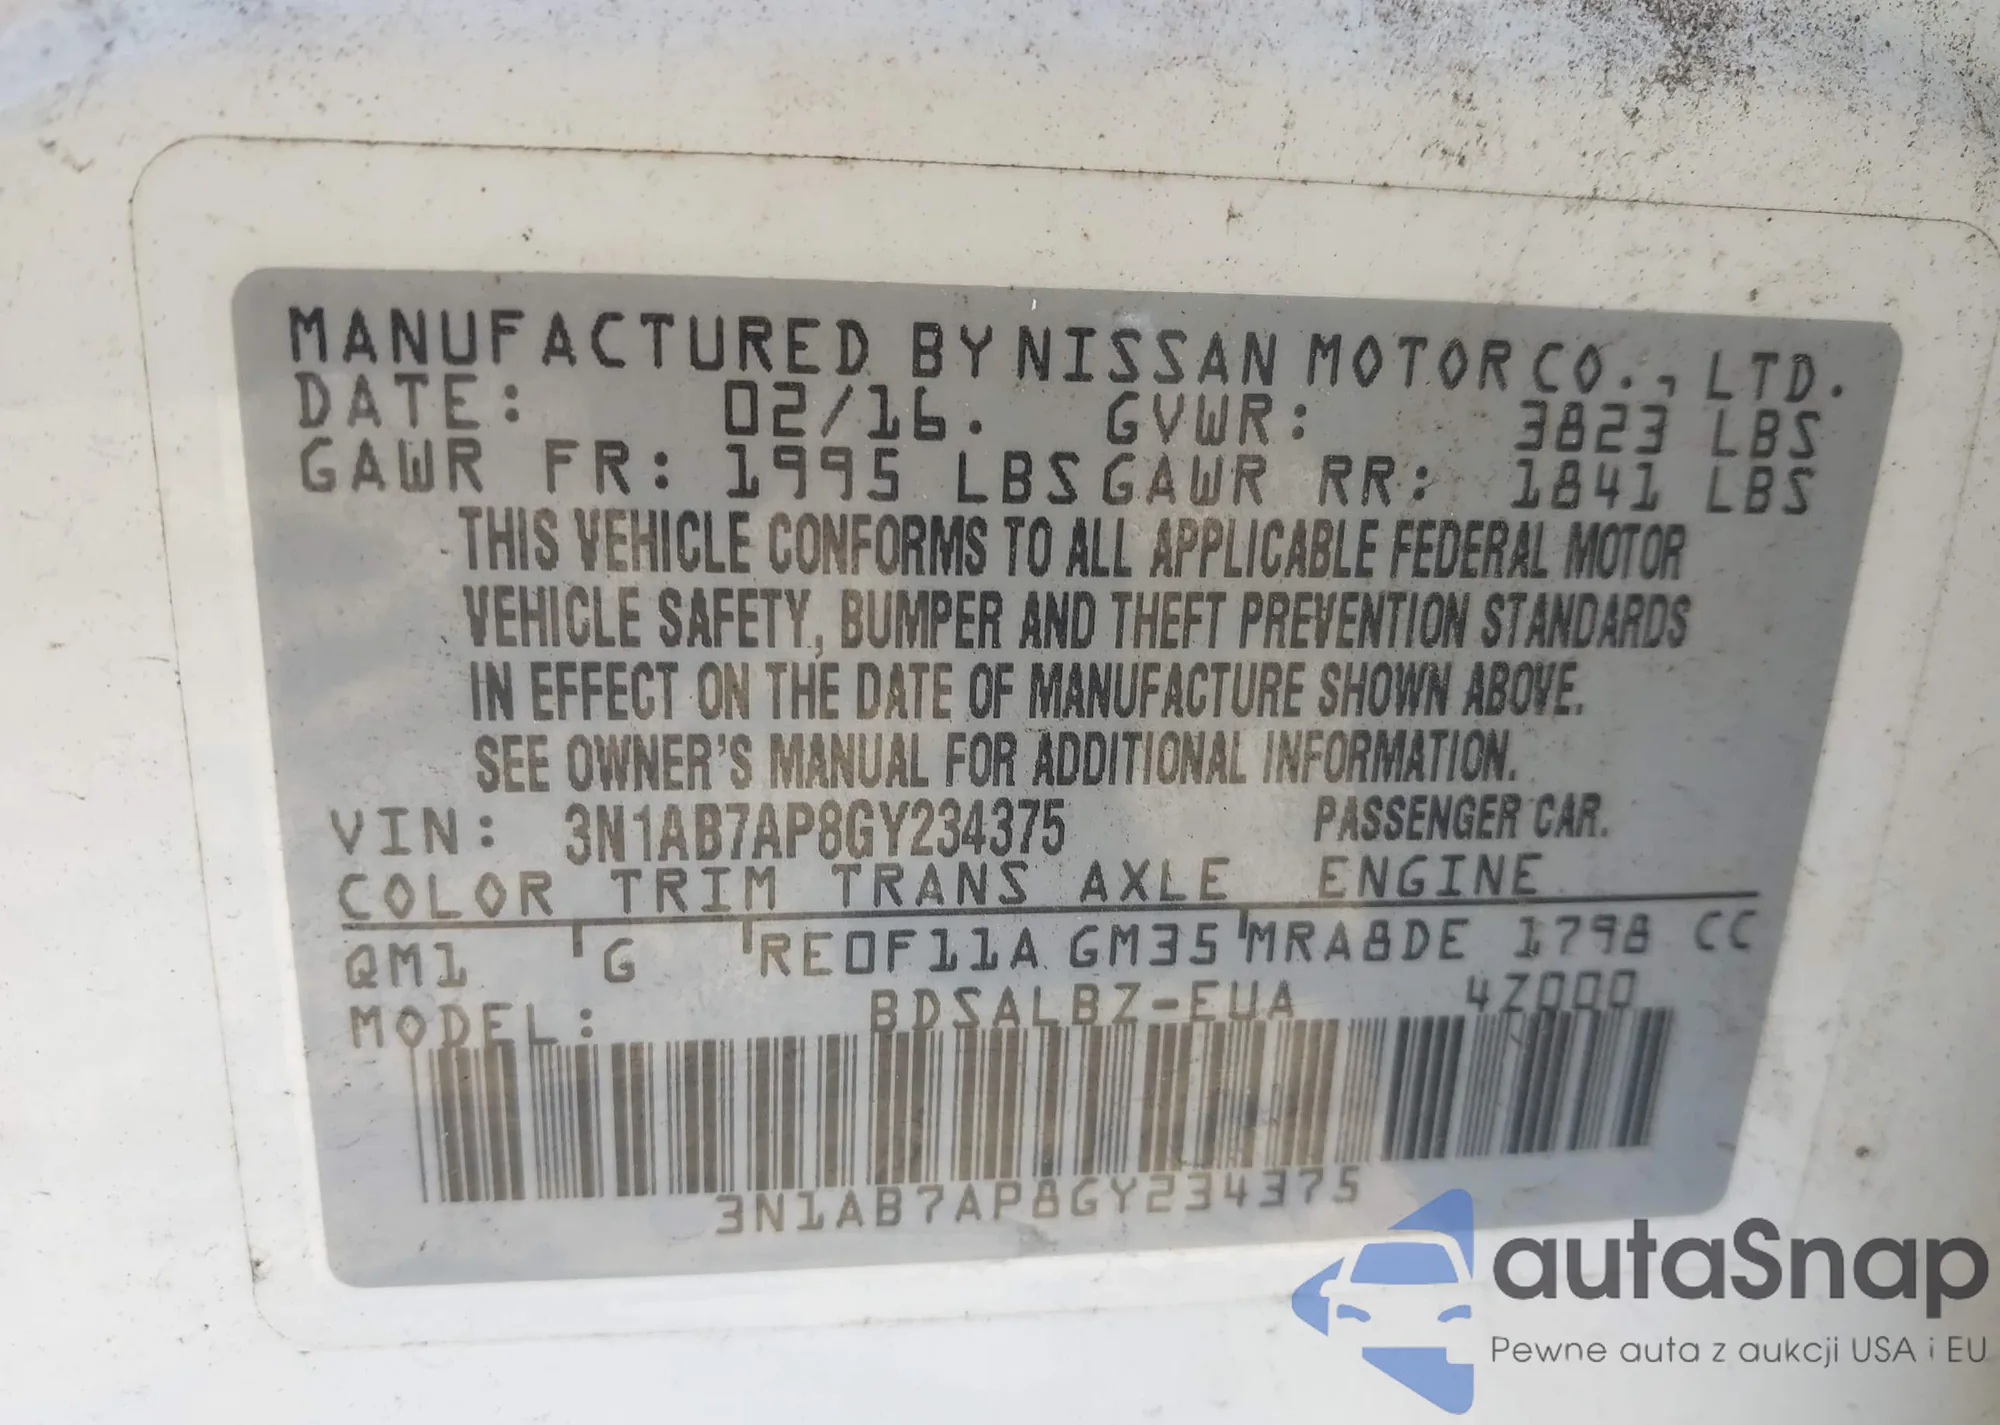 MANUFACTURED BY NISSAN MOTOR CO., LTD.
DATE: 02/16. GVWR: 3823 LBS
GAWR FR: 1995 LBS GAWR RR: 1841 LBS
THIS VEHICLE CONFORMS TO ALL APPLICABLE FEDERAL MOTOR
VEHICLE SAFETY, BUMPER AND THEFT PREVENTION STANDARDS
IN EFFECT ON THE DATE OF MANUFACTURE SHOWN ABOVE.
SEE OWNER'S MANUAL FOR ADDITIONAL INFORMATION.
VIN: 3N1AB7AP8GY234375 PASSENGER CAR.
COLOR TRIM TRANS AXLE ENGINE
QM1 G RE0F11A GM35 MRA8DE 1798 CC
MODEL: BDSALBZ-EUA 4Z000
3N1AB7AP8GY234375
autaSnap
Pewne auta z aukcji USA i EU